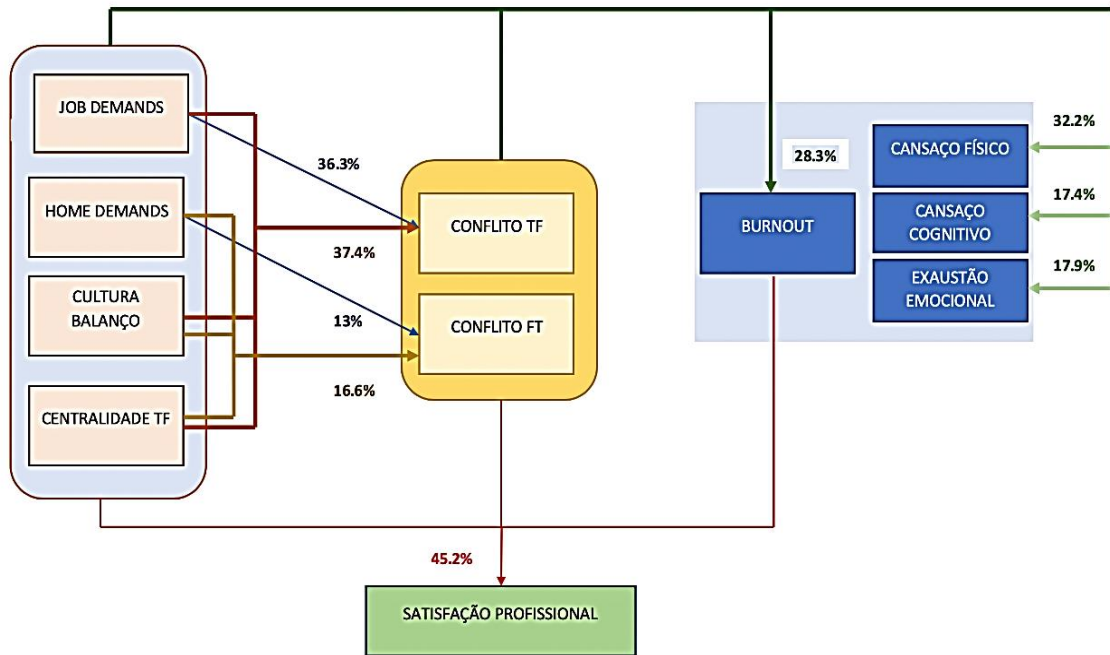 JOB DEMANDS
HOME DEMANDS
CULTURA
BALANÇO
CENTRALIDADE TF
36.3%
37.4%
13%
16.6%
CONFLITO TF
CONFLITO FT
28.3%
BURNOUT
CANSAÇO FÍSICO
CANSAÇO
COGNITIVO
EXAUSTÃO
EMOCIONAL
32.2%
17.4%
17.9%
45.2%
SATISFAÇÃO PROFISSIONAL